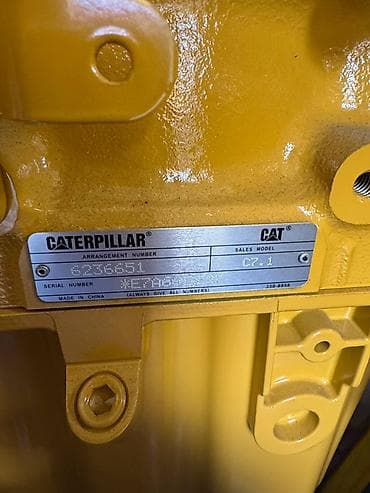 CATERPILLAR® CAT®
ARRANGEMENT NUMBER SALES MODEL
6236651 C7.1
SERIAL NUMBER
MADE IN CHINA (ALWAYS GIVE ALL NUMBERS)